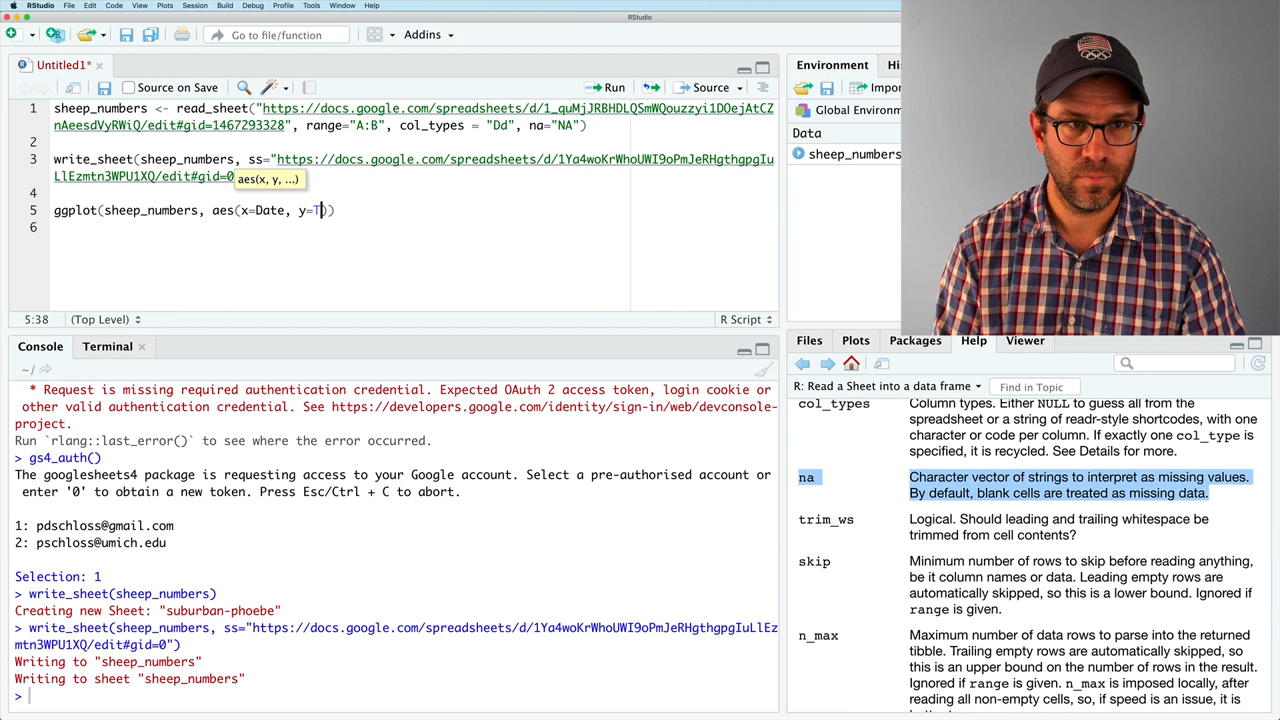 RStudio File Edit Code View Plots Session Build Debug Profile Tools Window Help
RStudio
Go to file/function Addins
Untitled1*
Source on Save Run Source
1 sheep_numbers <- read_sheet("https://docs.google.com/spreadsheets/d/1_quMjJRBHDLQSmWQouzzyi1DOejAtCZ
nAeesdVyRWiQ/edit#gid=1467293328", range="A:B", col_types = "Dd", na="NA")
2
3 write_sheet(sheep_numbers, ss="https://docs.google.com/spreadsheets/d/1Ya4woKrWhoUWI9oPmJeRHgthgpgIu
LlEzmtn3WPU1XQ/edit#gid=0
aes(x, y, ...)
4
5 ggplot(sheep_numbers, aes(x=Date, y=T))
6
5:38 (Top Level) R Script
Console Terminal
~/
* Request is missing required authentication credential. Expected OAuth 2 access token, login cookie or
other valid authentication credential. See https://developers.google.com/identity/sign-in/web/devconsole-
project.
Run `rlang::last_error()` to see where the error occurred.
> gs4_auth()
The googlesheets4 package is requesting access to your Google account. Select a pre-authorised account or
enter '0' to obtain a new token. Press Esc/Ctrl + C to abort.
1: pdschloss@gmail.com
2: pschloss@umich.edu
Selection: 1
> write_sheet(sheep_numbers)
Creating new Sheet: "suburban-phoebe"
> write_sheet(sheep_numbers, ss="https://docs.google.com/spreadsheets/d/1Ya4woKrWhoUWI9oPmJeRHgthgpgIuLlEz
mtn3WPU1XQ/edit#gid=0")
Writing to "sheep_numbers"
Writing to sheet "sheep_numbers"
>
Environment Hi
Impor
Global Environ
Data
sheep_numbers
USA
Files Plots Packages Help Viewer
R: Read a Sheet into a data frame Find in Topic
col_types Column types. Either NULL to guess all from the
spreadsheet or a string of readr-style shortcodes, with one
character or code per column. If exactly one col_type is
specified, it is recycled. See Details for more.
na Character vector of strings to interpret as missing values.
By default, blank cells are treated as missing data.
trim_ws Logical. Should leading and trailing whitespace be
trimmed from cell contents?
skip Minimum number of rows to skip before reading anything,
be it column names or data. Leading empty rows are
automatically skipped, so this is a lower bound. Ignored if
range is given.
n_max Maximum number of data rows to parse into the returned
tibble. Trailing empty rows are automatically skipped, so
this is an upper bound on the number of rows in the result.
Ignored if range is given. n_max is imposed locally, after
reading all non-empty cells, so, if speed is an issue, it is